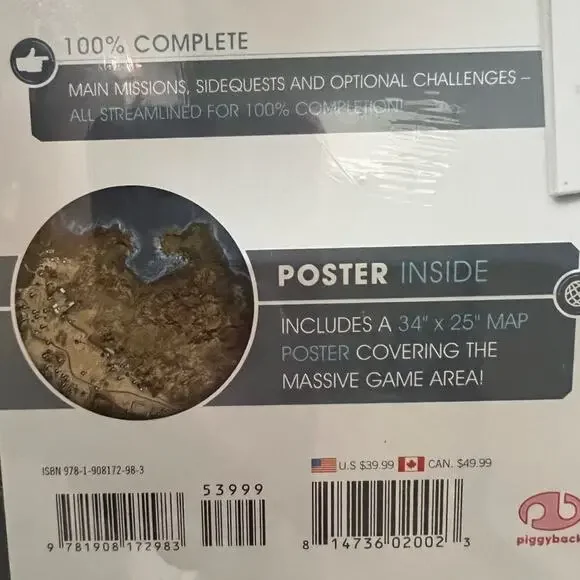 100% COMPLETE
MAIN MISSIONS, SIDEQUESTS AND OPTIONAL CHALLENGES –
ALL STREAMLINED FOR 100% COMPLETION!
POSTER INSIDE
INCLUDES A 34" x 25" MAP
POSTER COVERING THE
MASSIVE GAME AREA!
ISBN 978-1-908172-98-3
U.S $39.99 CAN. $49.99
53999
9 781908 172983
8 14736 02002 3
piggyback